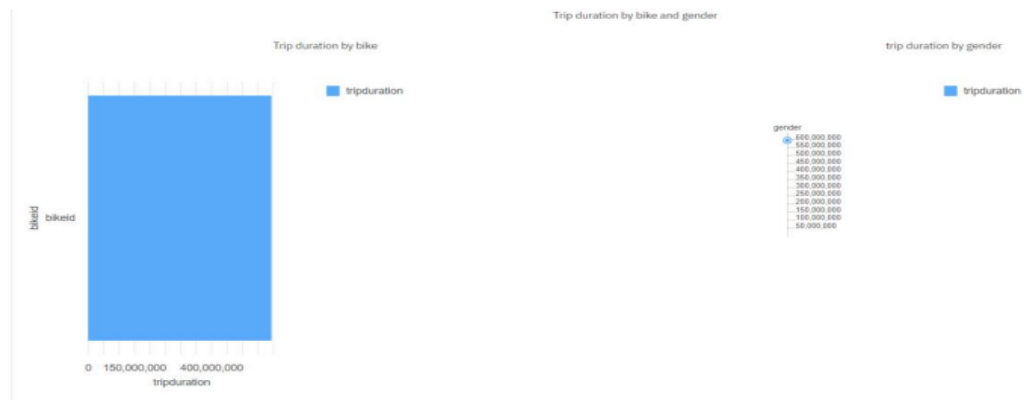 Trip duration by bike and gender
Trip duration by bike
tripduration
bikeid
bikeid
0 150,000,000 400,000,000
tripduration
trip duration by gender
tripduration
gender
600,000,000
550,000,000
500,000,000
450,000,000
400,000,000
350,000,000
300,000,000
250,000,000
200,000,000
150,000,000
100,000,000
50,000,000